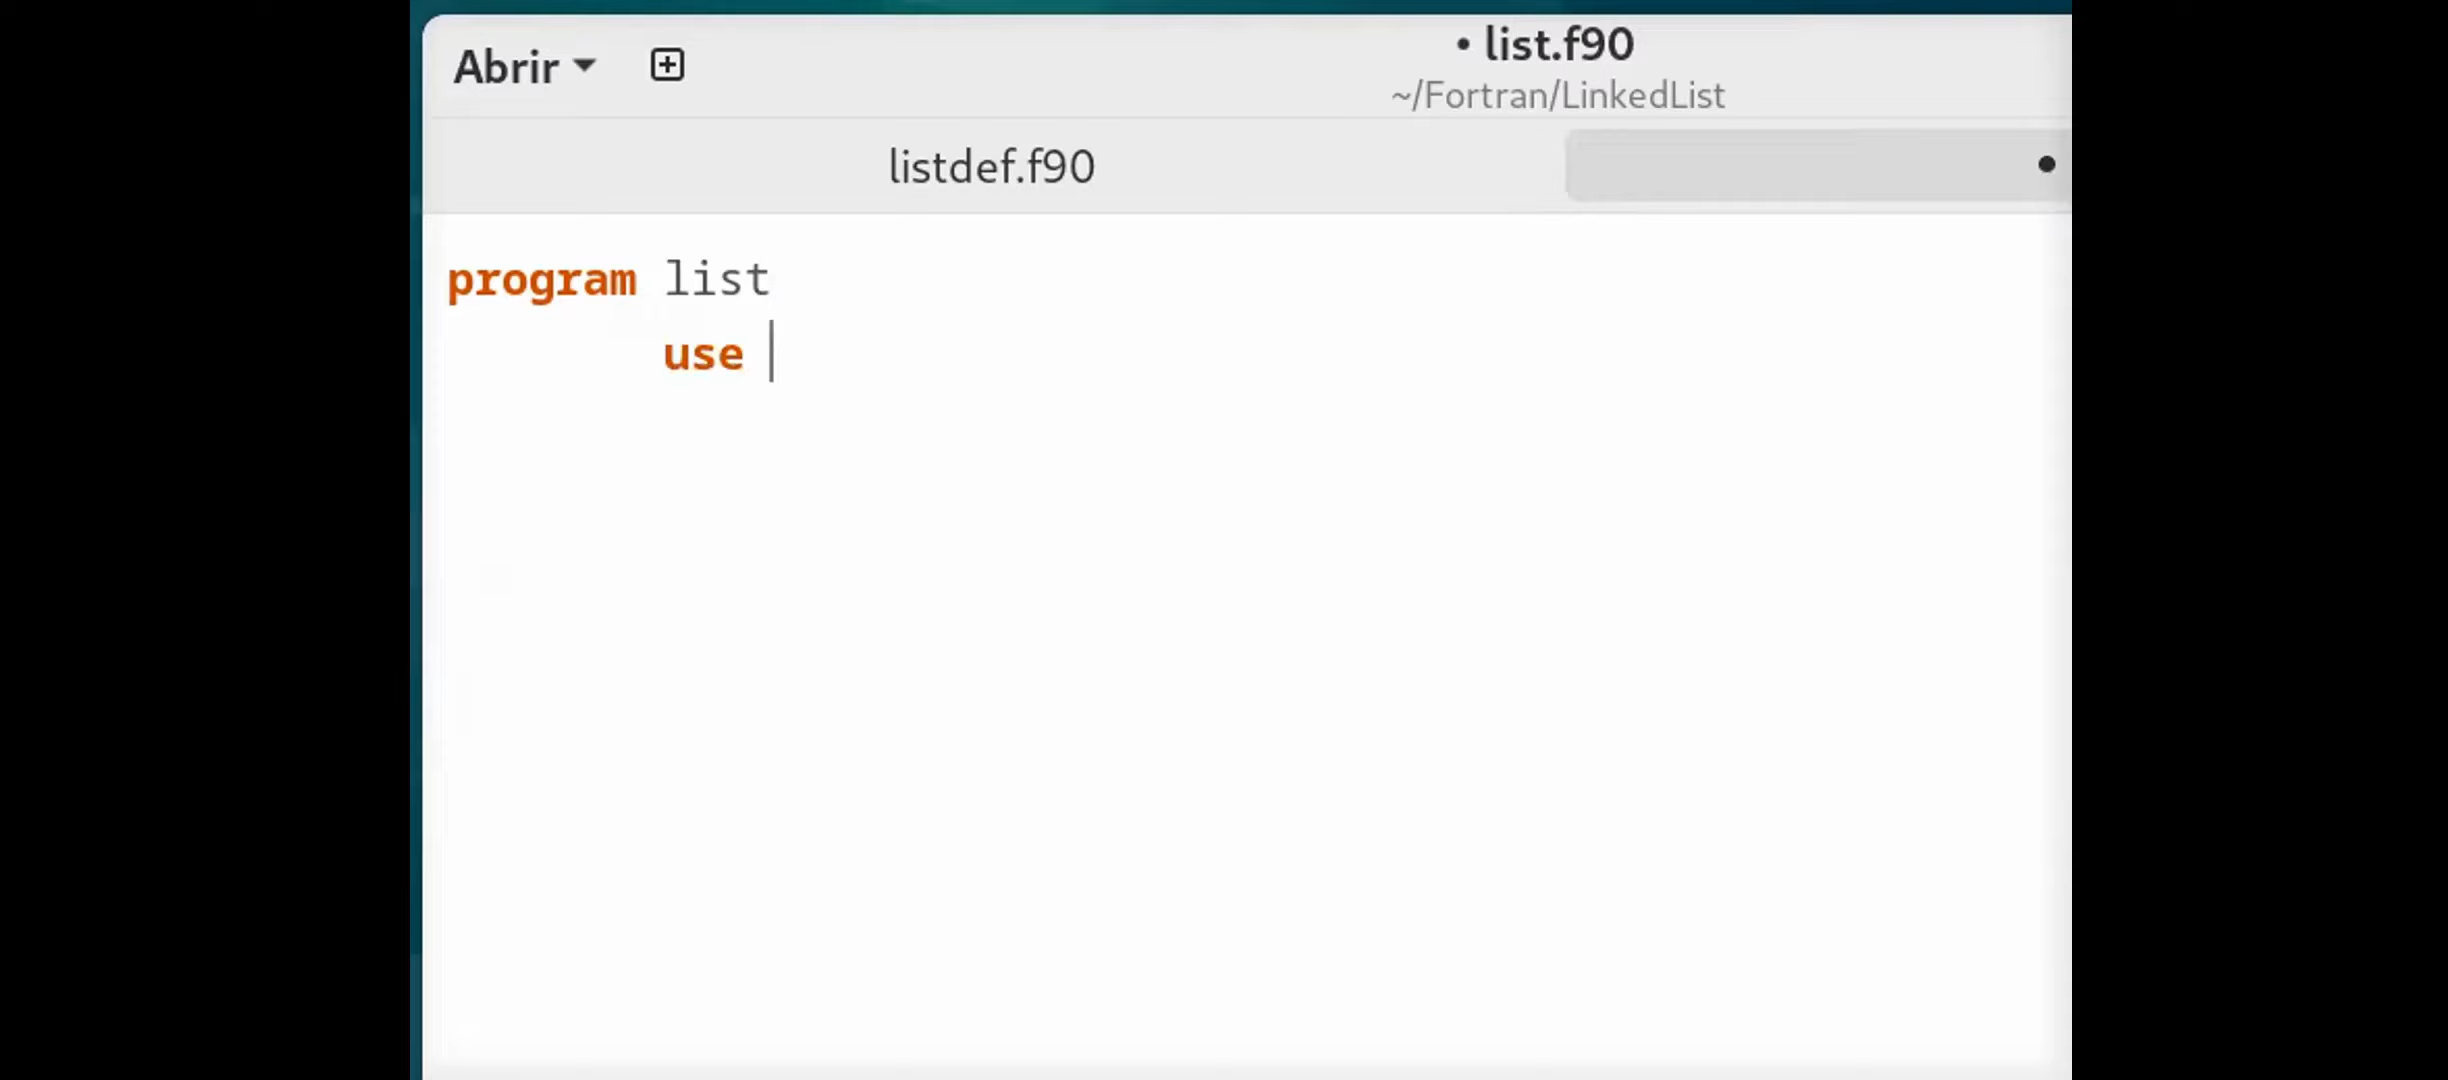 Abrir
• list.f90
~/Fortran/LinkedList
listdef.f90
program list
use